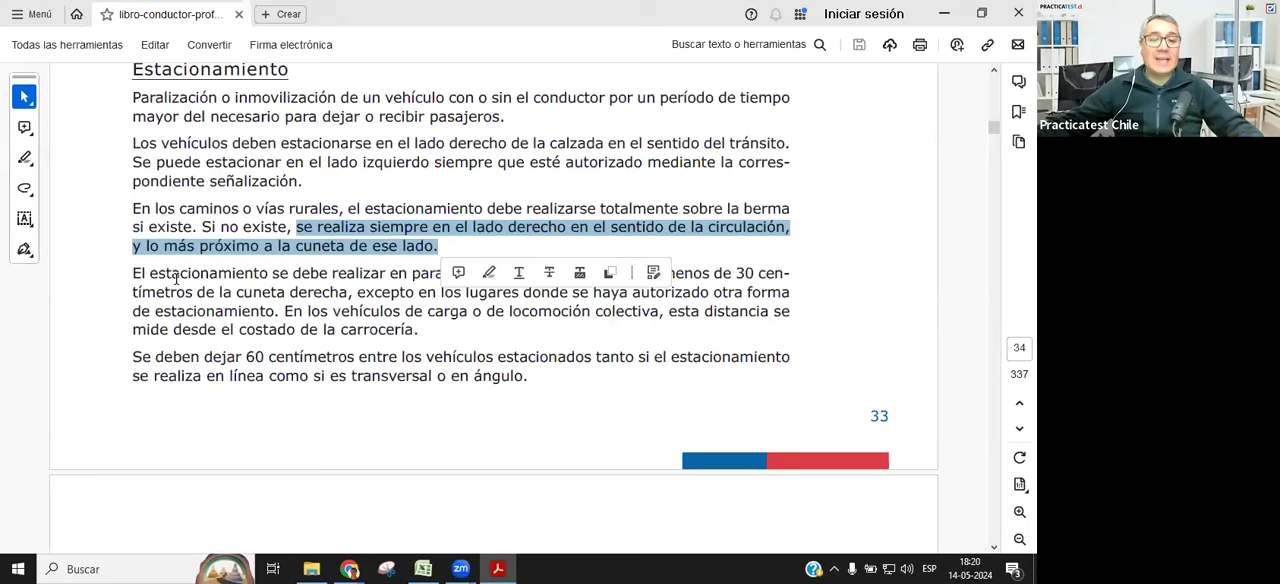 Menú
libro-conductor-prof...
Crear
Iniciar sesión
Todas las herramientas
Editar
Convertir
Firma electrónica
Buscar texto o herramientas
PRACTICATEST.cl
Practicatest Chile
Estacionamiento
Paralización o inmovilización de un vehículo con o sin el conductor por un período de tiempo
mayor del necesario para dejar o recibir pasajeros.
Los vehículos deben estacionarse en el lado derecho de la calzada en el sentido del tránsito.
Se puede estacionar en el lado izquierdo siempre que esté autorizado mediante la corres-
pondiente señalización.
En los caminos o vías rurales, el estacionamiento debe realizarse totalmente sobre la berma
si existe. Si no existe, se realiza siempre en el lado derecho en el sentido de la circulación,
y lo más próximo a la cuneta de ese lado.
El estacionamiento se debe realizar en para menos de 30 cen-
tímetros de la cuneta derecha, excepto en los lugares donde se haya autorizado otra forma
de estacionamiento. En los vehículos de carga o de locomoción colectiva, esta distancia se
mide desde el costado de la carrocería.
Se deben dejar 60 centímetros entre los vehículos estacionados tanto si el estacionamiento
se realiza en línea como si es transversal o en ángulo.
33
34
337
Buscar
zm
ESP
18:20
14-05-2024
3